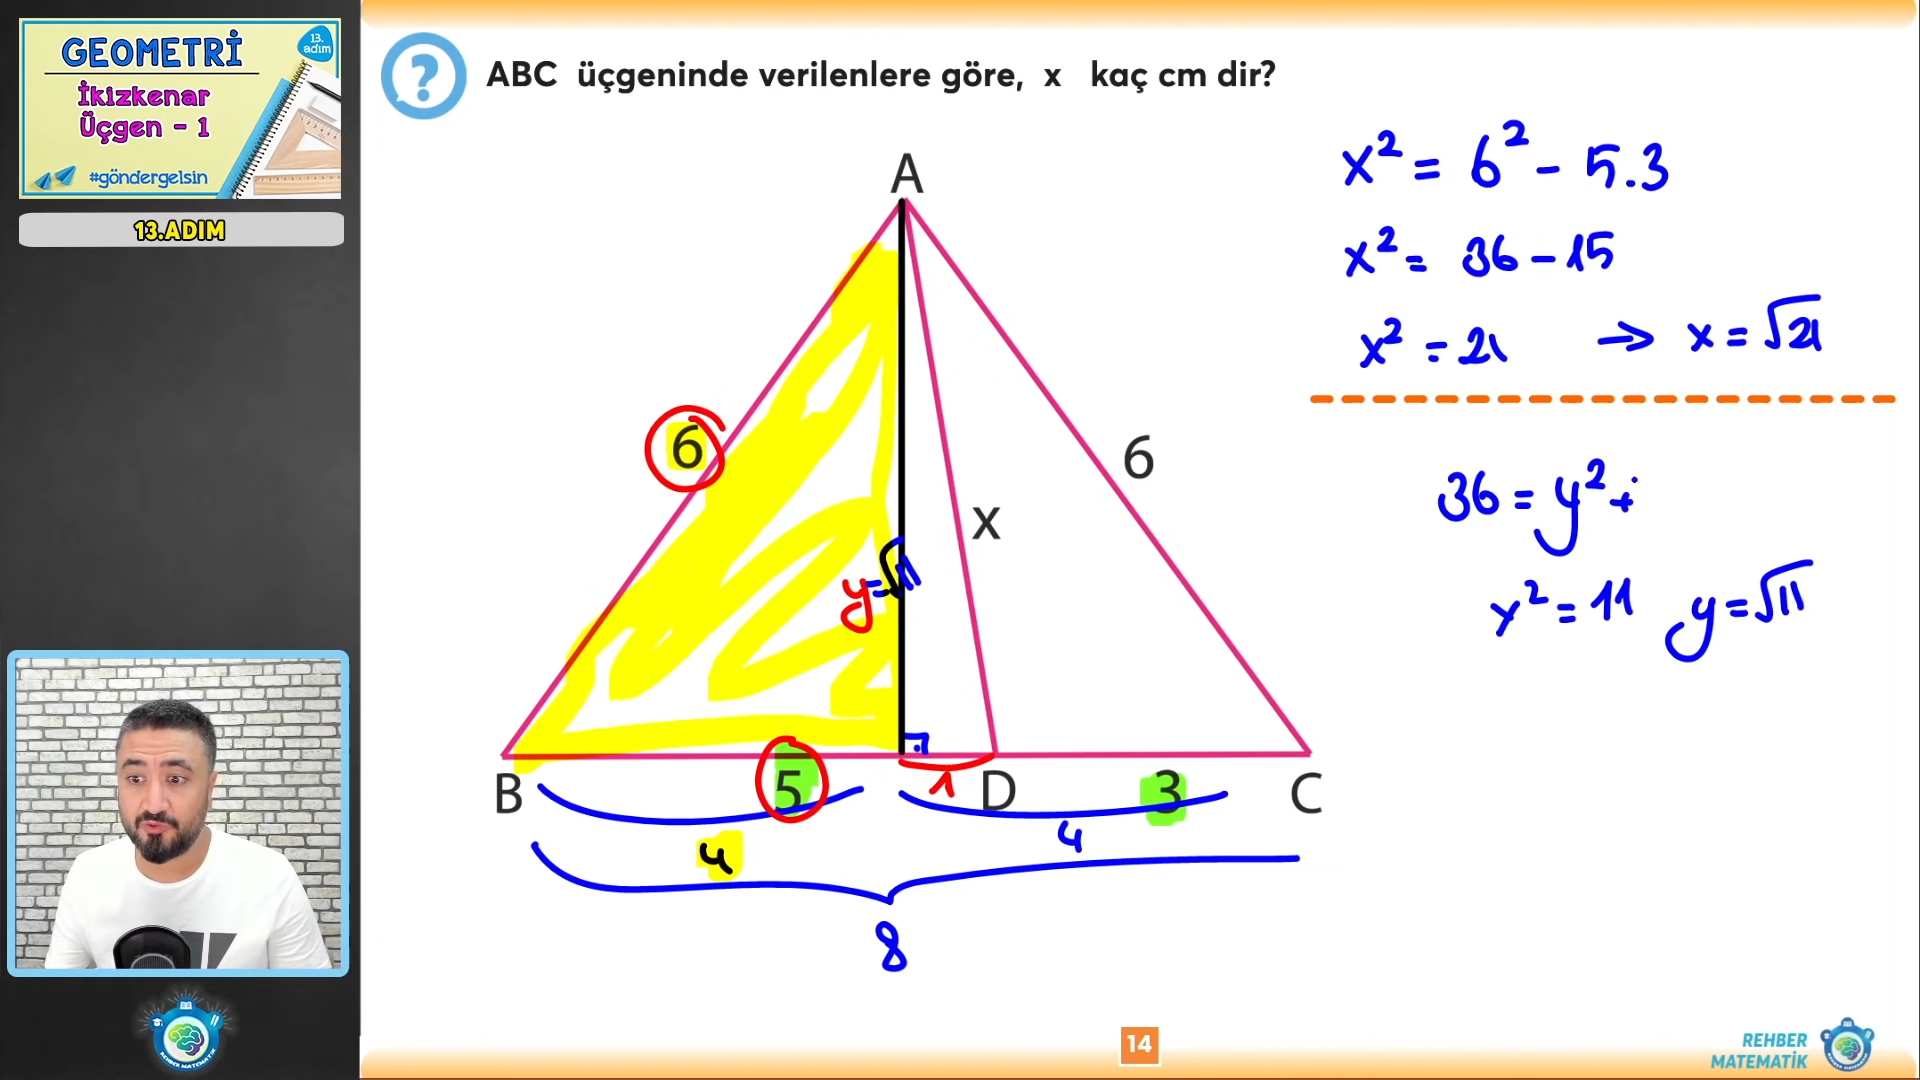 GEOMETRİ
13. adım
İkizkenar
Üçgen - 1
#göndergelsin
13.ADIM
ABC üçgeninde verilenlere göre, x kaç cm dir?
A
6
6
x
y=√11
B
5
1
D
3
C
4
4
8
x² = 6² - 5.3
x² = 36 - 15
x² = 21 → x = √21
36 = y² +
y² = 11 y = √11
14
REHBER
MATEMATİK
REHBER MATEMATİK